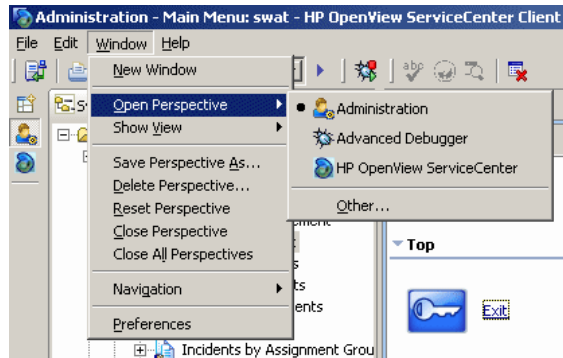 Administration - Main Menu: swat - HP OpenView ServiceCenter Client
File Edit Window Help
New Window
Open Perspective
Show View
Save Perspective As...
Delete Perspective...
Reset Perspective
Close Perspective
Close All Perspectives
Navigation
Preferences
Administration
Advanced Debugger
HP OpenView ServiceCenter
Other...
Top
Exit
Incidents by Assignment Grou